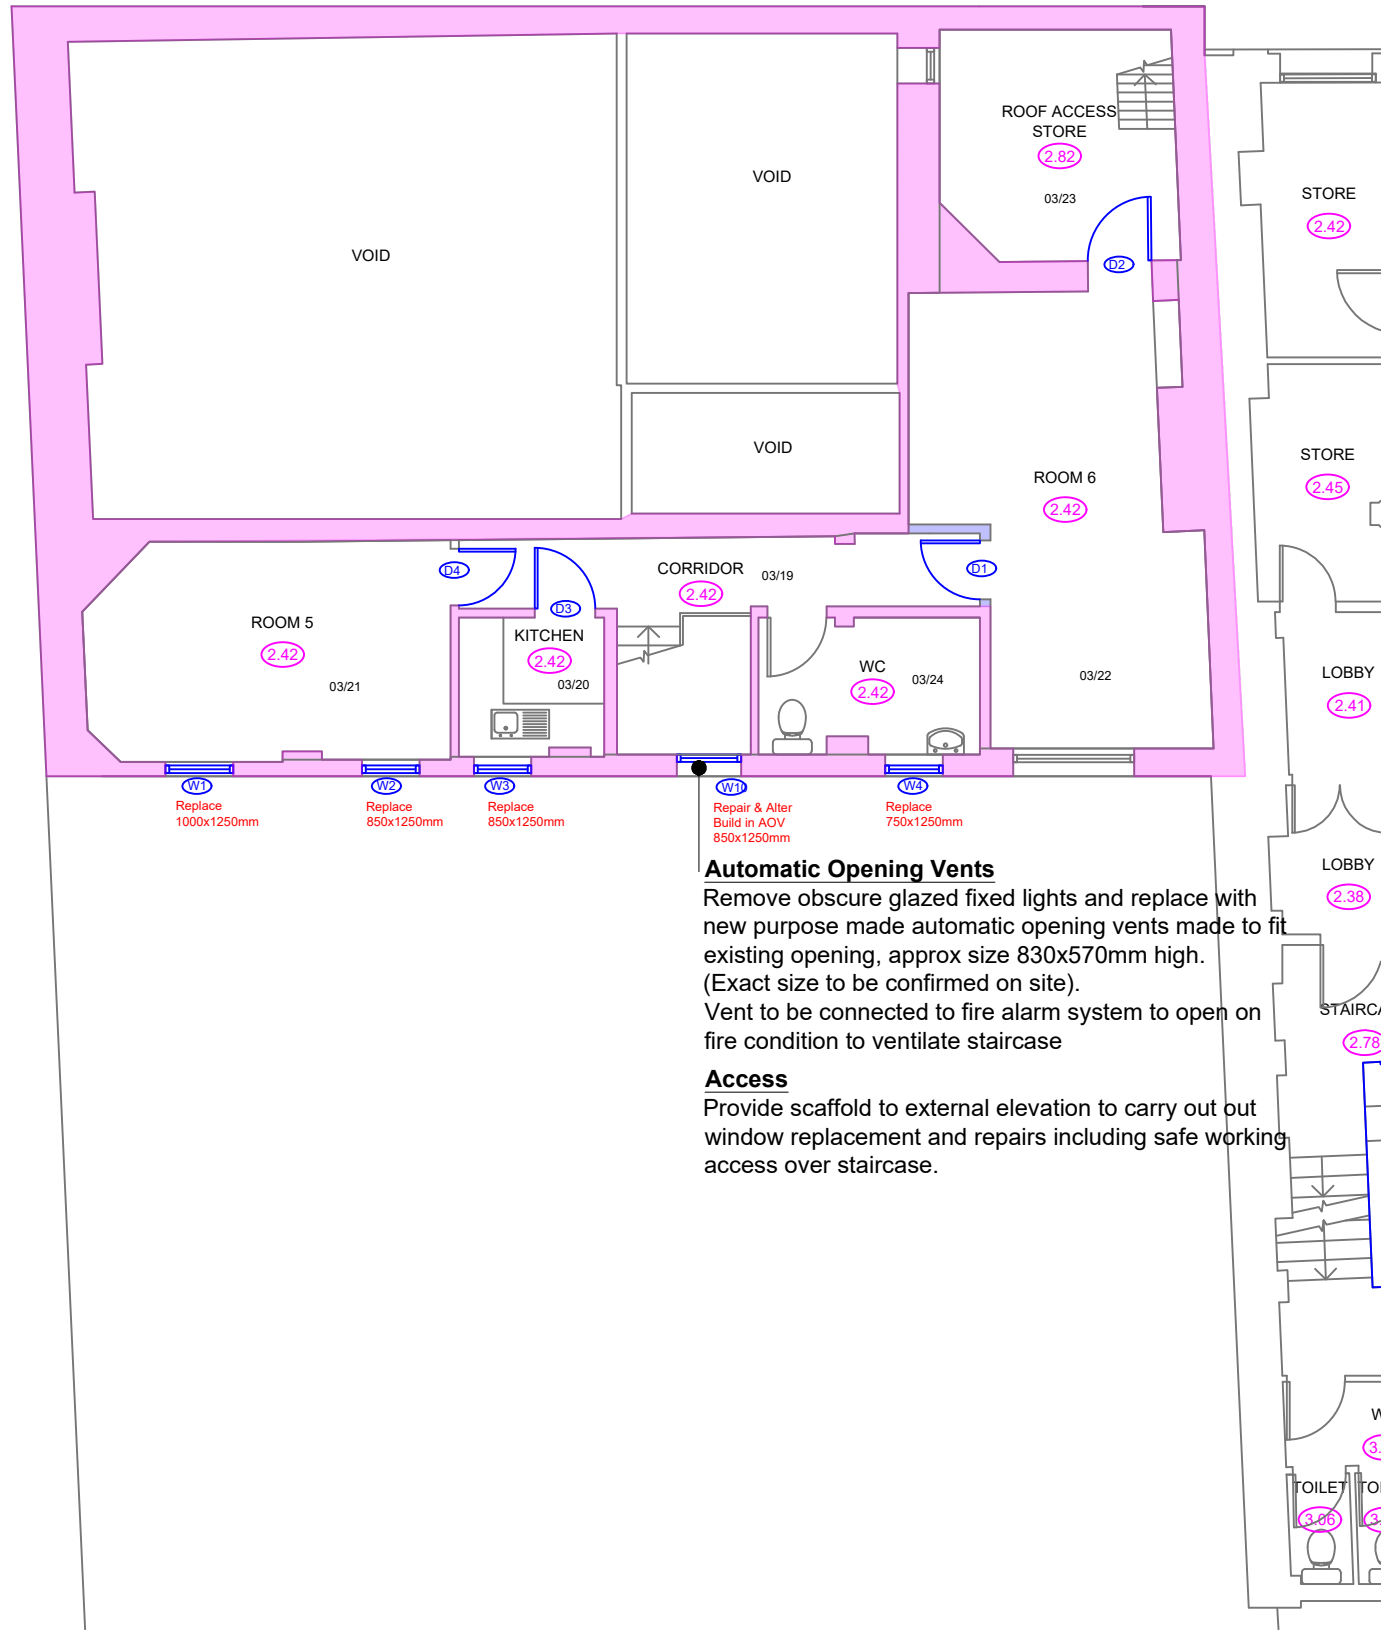 ROOF ACCESS
STORE
2.82
03/23
VOID
VOID
VOID
D2
STORE
2.42
STORE
2.45
ROOM 6
2.42
D4
D3
CORRIDOR
03/19
2.42
D1
ROOM 5
2.42
03/21
KITCHEN
2.42
03/20
WC
2.42
03/24
03/22
LOBBY
2.41
W1
Replace
1000x1250mm
W2
Replace
850x1250mm
W3
Replace
850x1250mm
W10
Repair & Alter
Build in AOV
850x1250mm
W4
Replace
750x1250mm
LOBBY
2.38
Automatic Opening Vents
Remove obscure glazed fixed lights and replace with
new purpose made automatic opening vents made to fit
existing opening, approx size 830x570mm high.
(Exact size to be confirmed on site).
Vent to be connected to fire alarm system to open on
fire condition to ventilate staircase
Access
Provide scaffold to external elevation to carry out out
window replacement and repairs including safe working
access over staircase.
2.78
TOILET
3.06